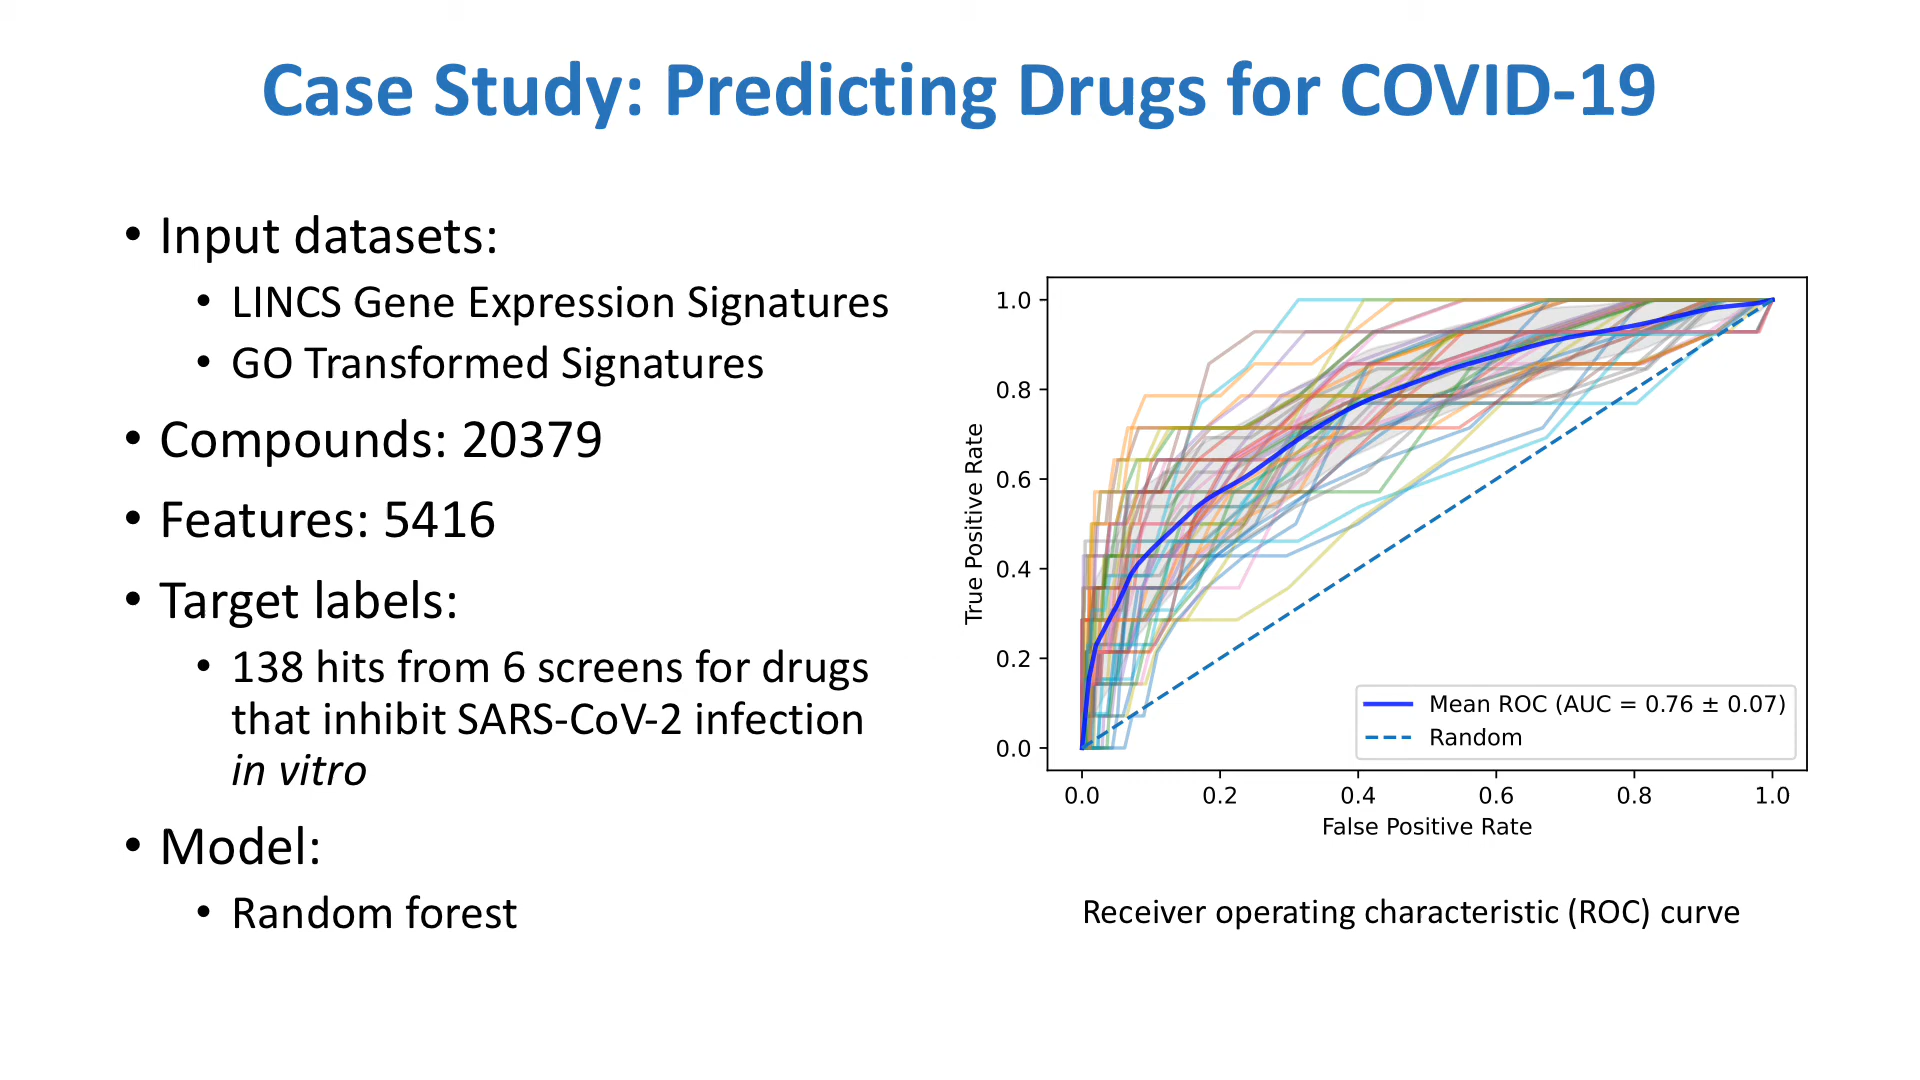 Case Study: Predicting Drugs for COVID-19
• Input datasets:
• LINCS Gene Expression Signatures
• GO Transformed Signatures
• Compounds: 20379
• Features: 5416
• Target labels:
• 138 hits from 6 screens for drugs
that inhibit SARS-CoV-2 infection
in vitro
• Model:
• Random forest
True Positive Rate
1.0
0.8
0.6
0.4
0.2
0.0
Mean ROC (AUC = 0.76 ± 0.07)
Random
0.0 0.2 0.4 0.6 0.8 1.0
False Positive Rate
Receiver operating characteristic (ROC) curve